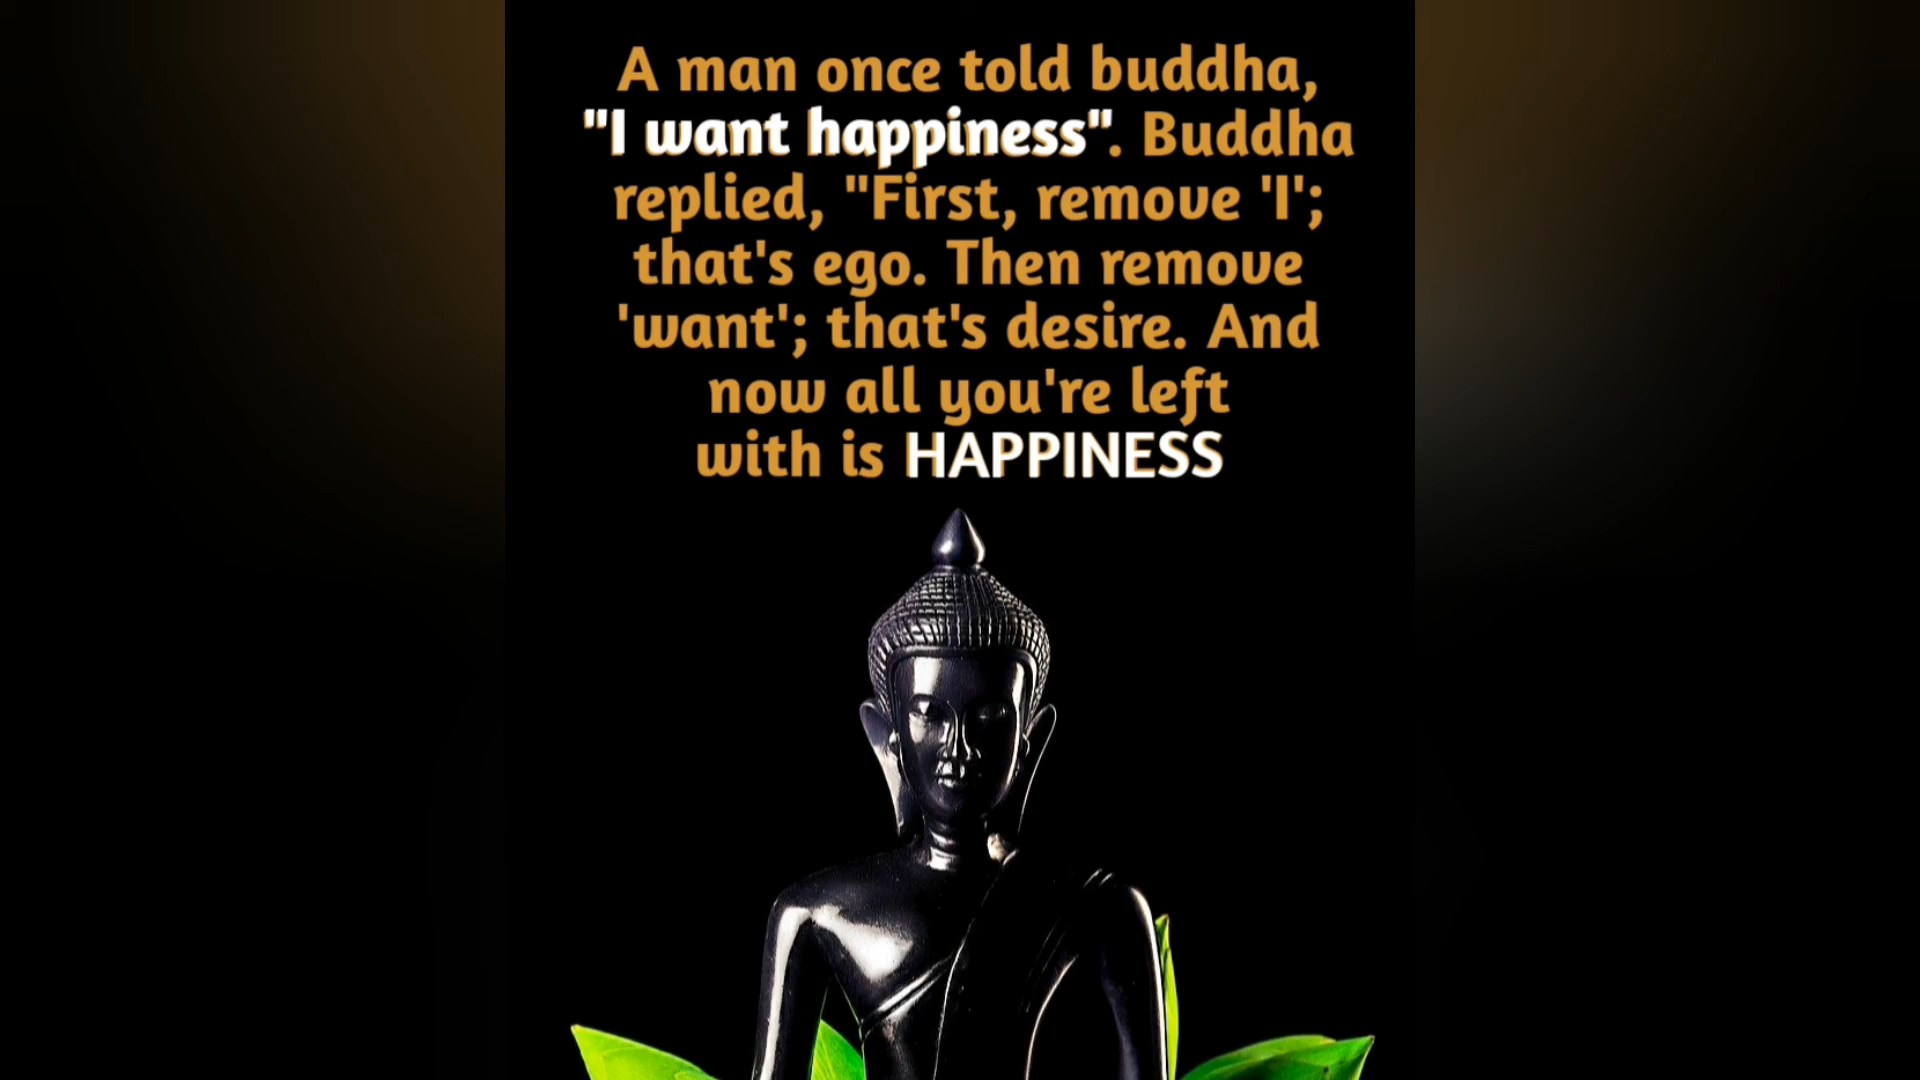 A man once told buddha,
"I want happiness". Buddha
replied, "First, remove 'I';
that's ego. Then remove
'want'; that's desire. And
now all you're left
with is HAPPINESS